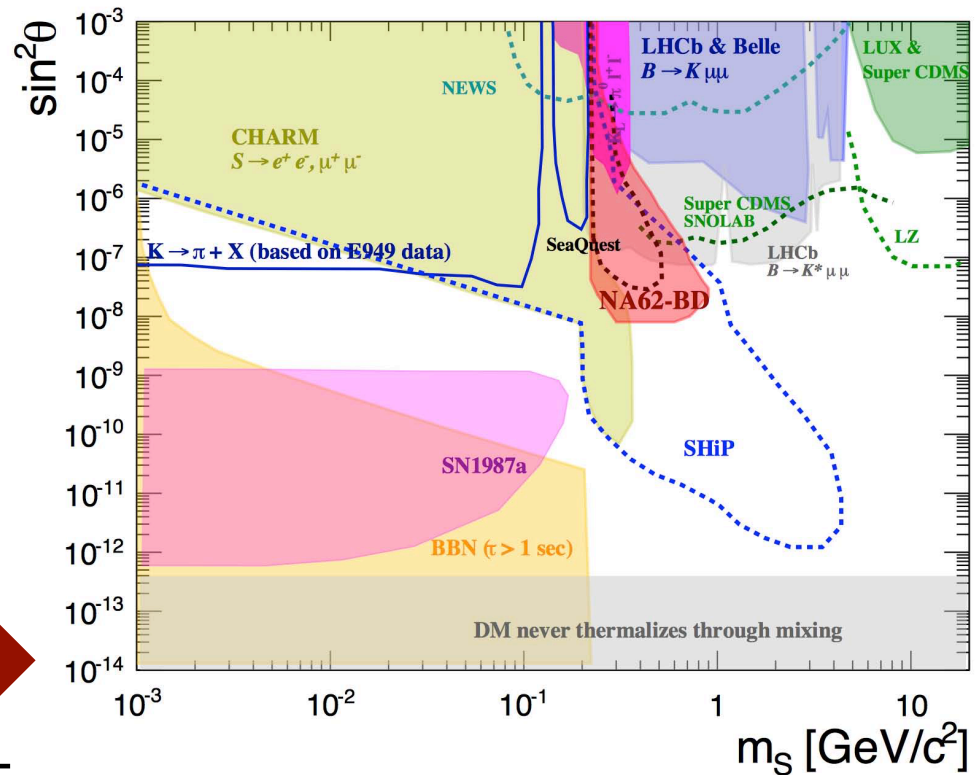 sin²θ
10⁻³
10⁻⁴
10⁻⁵
10⁻⁶
10⁻⁷
10⁻⁸
10⁻⁹
10⁻¹⁰
10⁻¹¹
10⁻¹²
10⁻¹³
10⁻¹⁴
NEWS
CHARM
S → e⁺ e⁻, μ⁺ μ⁻
K → π + X (based on E949 data)
SeaQuest
LHCb & Belle
B → K μμ
LUX &
Super CDMS
Super CDMS
SNOLAB
LHCb
B → K* μ μ
LZ
NA62-BD
SHiP
SN1987a
BBN (τ > 1 sec)
DM never thermalizes through mixing
10⁻³
10⁻²
10⁻¹
1
10
m_S [GeV/c²]